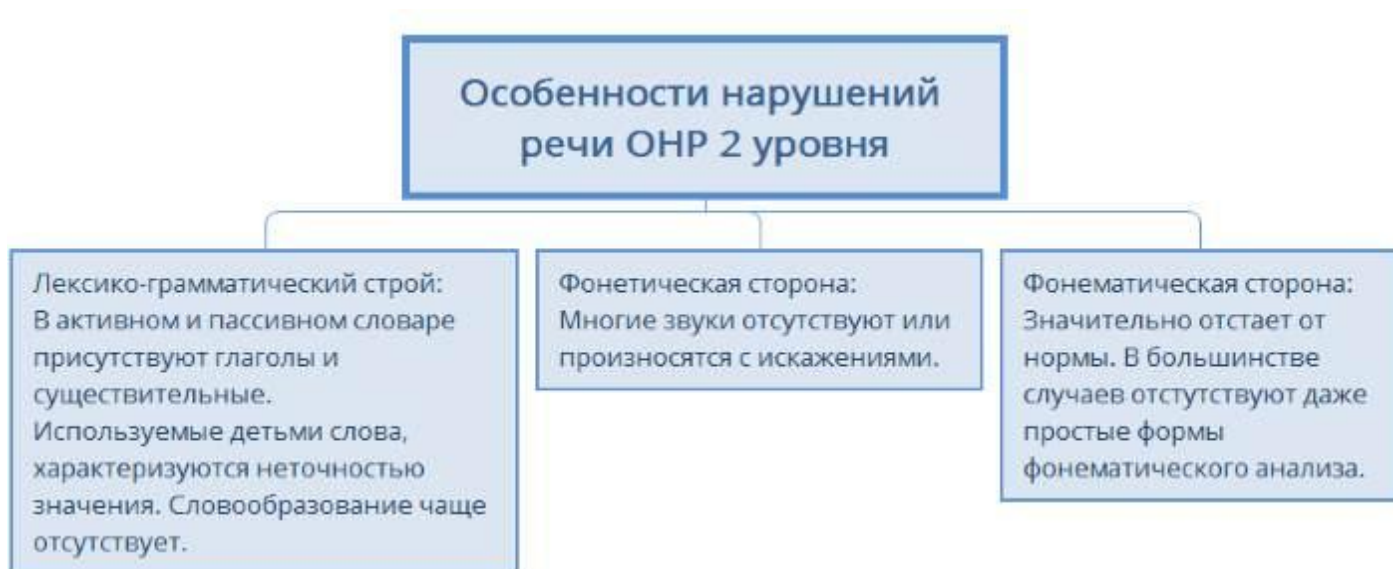 Особенности нарушений
речи ОНР 2 уровня
Лексико-грамматический строй:
В активном и пассивном словаре
присутствуют глаголы и
существительные.
Используемые детьми слова,
характеризуются неточностью
значения. Словообразование чаще
отсутствует.
Фонетическая сторона:
Многие звуки отсутствуют или
произносятся с искажениями.
Фонематическая сторона:
Значительно отстает от
нормы. В большинстве
случаев отстутствуют даже
простые формы
фонематического анализа.